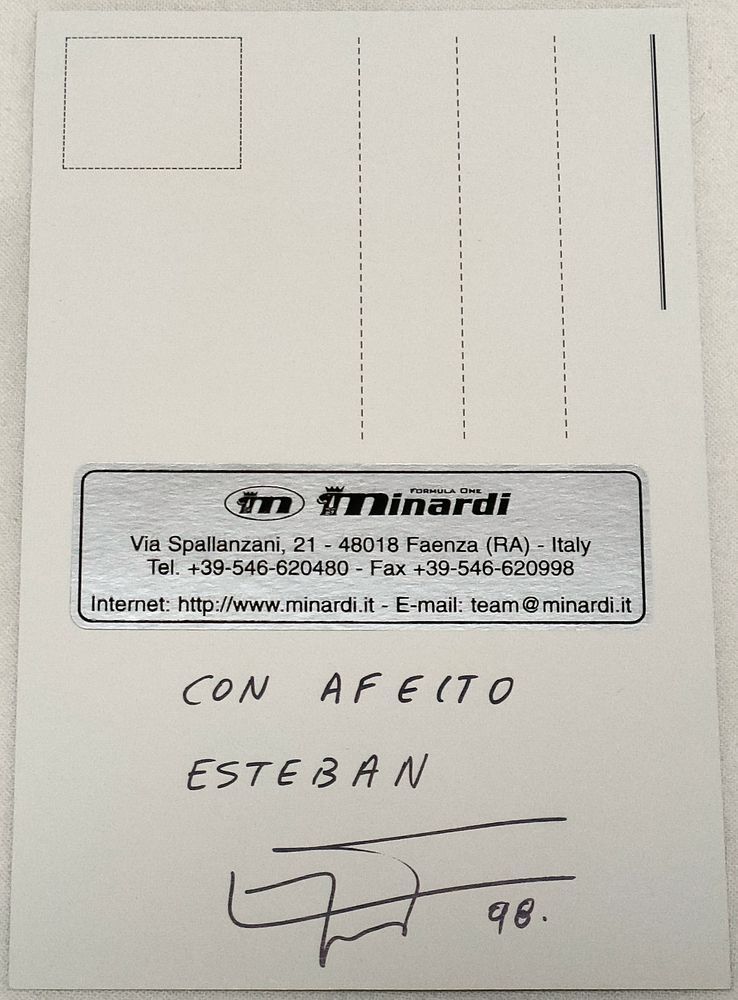 m FORMULA ONE Minardi
Via Spallanzani, 21 - 48018 Faenza (RA) - Italy
Tel. +39-546-620480 - Fax +39-546-620998
Internet: http://www.minardi.it - E-mail: team@minardi.it
CON AFECTO
ESTEBAN
98.